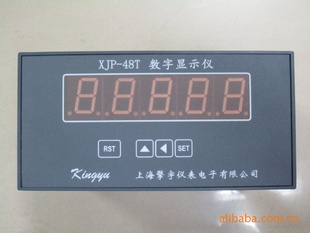 XJP-48T 数字显示仪
88888
RST SET
Kingyu 上海擎宇仪表电子有限公司
alibaba.com.cn